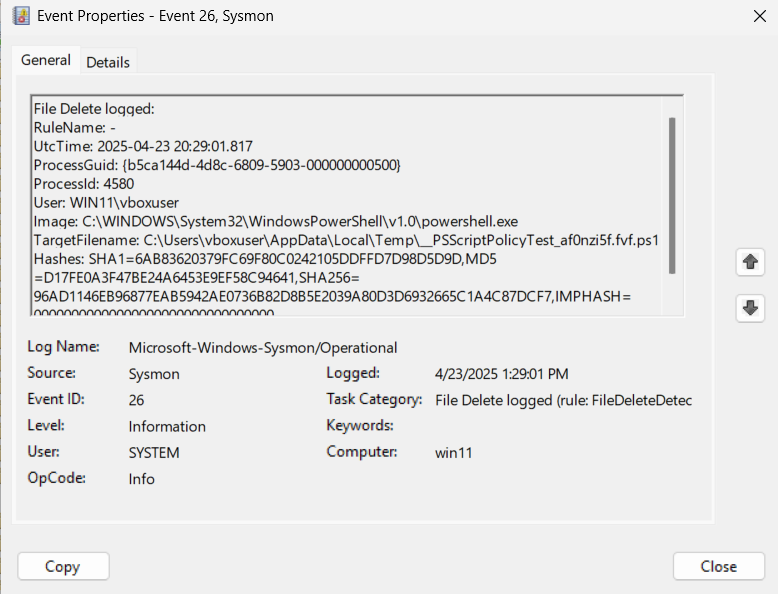 Event Properties - Event 26, Sysmon
General
Details
File Delete logged:
RuleName: -
UtcTime: 2025-04-23 20:29:01.817
ProcessGuid: {b5ca144d-4d8c-6809-5903-000000000500}
ProcessId: 4580
User: WIN11\vboxuser
Image: C:\WINDOWS\System32\WindowsPowerShell\v1.0\powershell.exe
TargetFilename: C:\Users\vboxuser\AppData\Local\Temp\__PSScriptPolicyTest_af0nzi5f.fvf.ps1
Hashes: SHA1=6AB83620379FC69F80C0242105DDFFD7D98D5D9D,MD5
=D17FE0A3F47BE24A6453E9EF58C94641,SHA256=
96AD1146EB96877EAB5942AE0736B82D8B5E2039A80D3D6932665C1A4C87DCF7,IMPHASH=
00000000000000000000000000000000
Log Name: Microsoft-Windows-Sysmon/Operational
Source: Sysmon Logged: 4/23/2025 1:29:01 PM
Event ID: 26 Task Category: File Delete logged (rule: FileDeleteDetec
Level: Information Keywords:
User: SYSTEM Computer: win11
OpCode: Info
Copy
Close